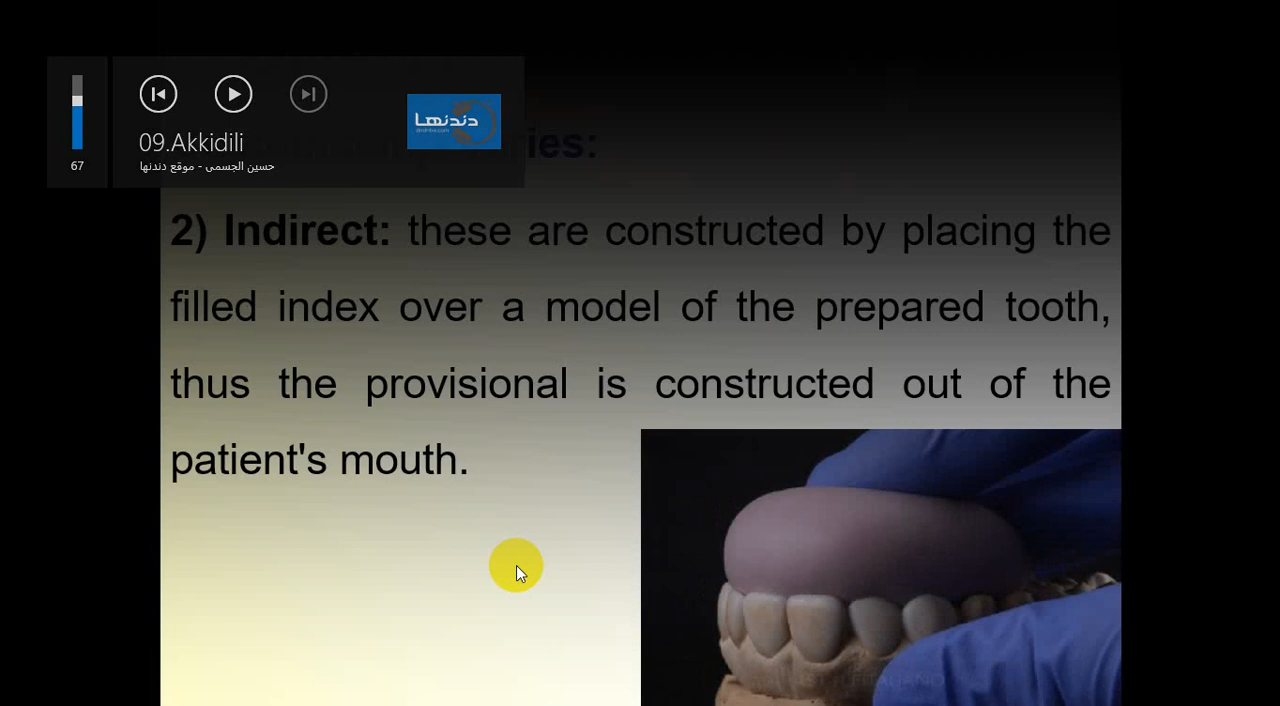 67
09.Akkidili
حسين الجسمي - موقع دندنها
دندنها
ies:
2) Indirect: these are constructed by placing the
filled index over a model of the prepared tooth,
thus the provisional is constructed out of the
patient's mouth.